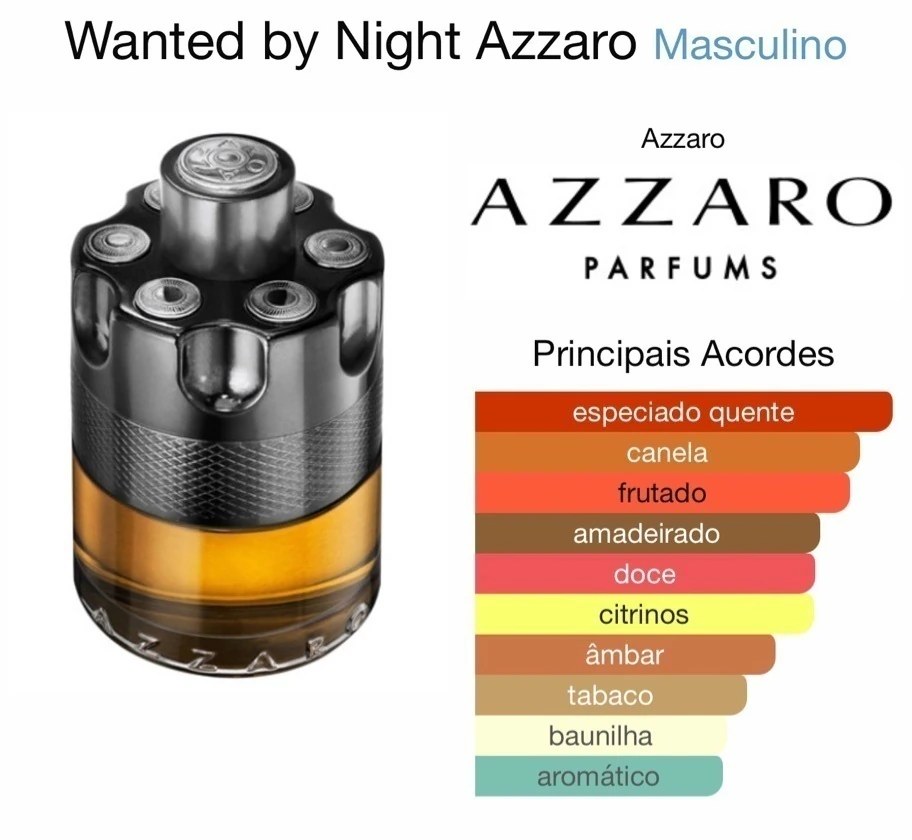 Wanted by Night Azzaro Masculino
Azzaro
AZZARO
PARFUMS
Principais Acordes
especiado quente
canela
frutado
amadeirado
doce
citrinos
âmbar
tabaco
baunilha
aromático
AZZARO